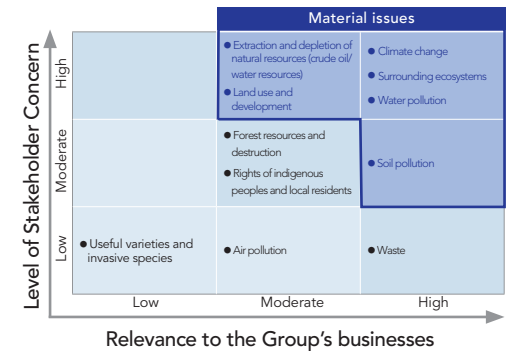 Material issues
Level of Stakeholder Concern
High
● Extraction and depletion of
natural resources (crude oil/
water resources)
● Land use and
development
● Climate change
● Surrounding ecosystems
● Water pollution
Moderate
● Forest resources and
destruction
● Rights of indigenous
peoples and local residents
● Soil pollution
Low
● Useful varieties and
invasive species
● Air pollution
● Waste
Low
Moderate
High
Relevance to the Group's businesses